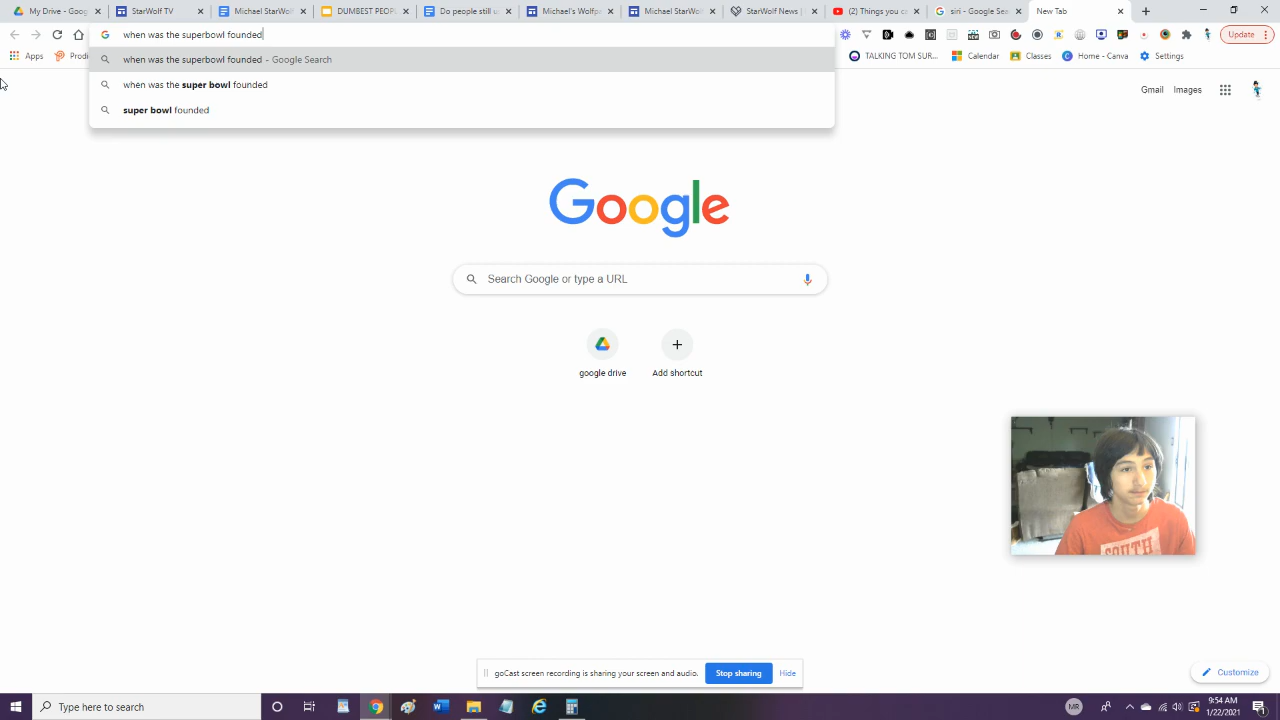 My Drive - Goog
StarWolf TV
Michael StarWol
DUMBEST PEOPL
Do people still u
Michael's Wolfpa
Michael StarWol
StarWolf News |
(2) Things you c
siri - Google Sea
New Tab
when was the superbowl founded
Update
Apps
Prodi
TALKING TOM SUR...
Calendar
Classes
Home - Canva
Settings
when was the superbowl founded - Google Search
when was the super bowl founded
super bowl founded
Gmail
Images
Google
Search Google or type a URL
google drive
Add shortcut
SOUTH
goCast screen recording is sharing your screen and audio.
Stop sharing
Hide
Customize
Type here to search
MR
9:54 AM
1/22/2021